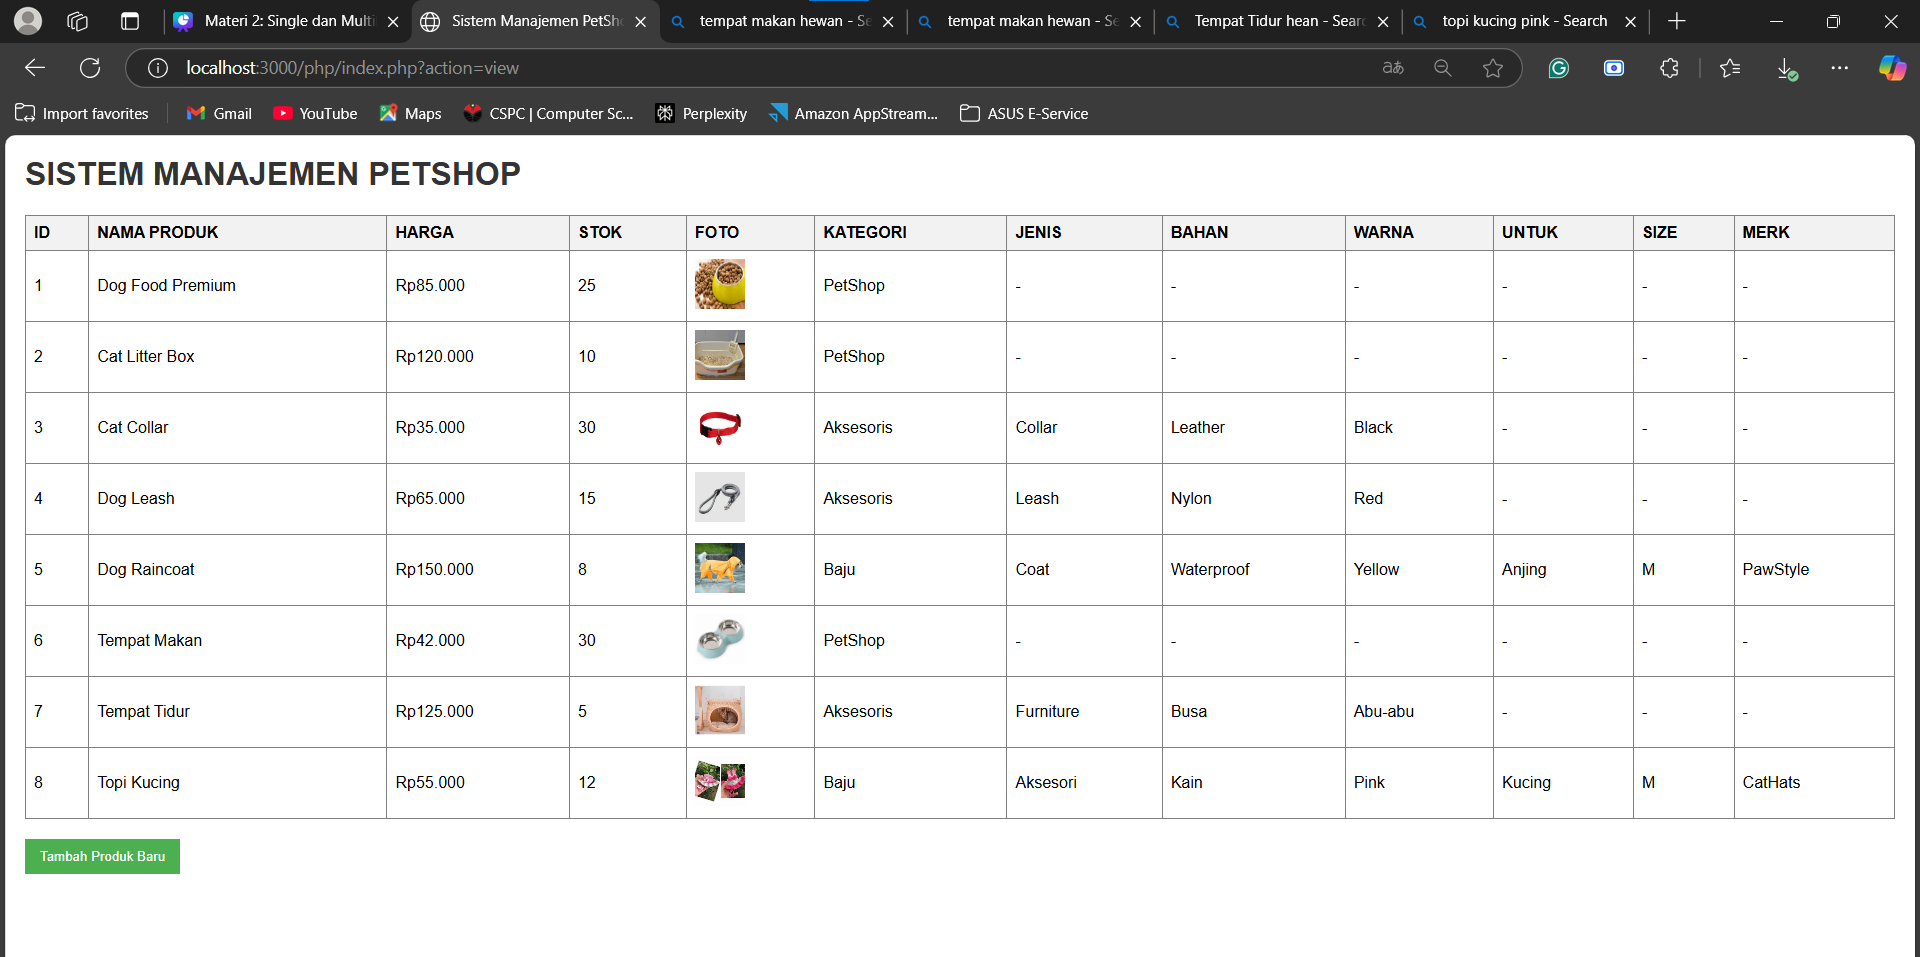 Materi 2: Single dan Multi
Sistem Manajemen PetSh
tempat makan hewan - Se
tempat makan hewan - Se
Tempat Tidur hean - Sear
topi kucing pink - Search
localhost:3000/php/index.php?action=view
aあ
Import favorites
Gmail
YouTube
Maps
CSPC | Computer Sc...
Perplexity
Amazon AppStream...
ASUS E-Service
SISTEM MANAJEMEN PETSHOP
ID NAMA PRODUK HARGA STOK FOTO KATEGORI JENIS BAHAN WARNA UNTUK SIZE MERK
1 Dog Food Premium Rp85.000 25 PetShop - - - - - -
2 Cat Litter Box Rp120.000 10 PetShop - - - - - -
3 Cat Collar Rp35.000 30 Aksesoris Collar Leather Black - - -
4 Dog Leash Rp65.000 15 Aksesoris Leash Nylon Red - - -
5 Dog Raincoat Rp150.000 8 Baju Coat Waterproof Yellow Anjing M PawStyle
6 Tempat Makan Rp42.000 30 PetShop - - - - - -
7 Tempat Tidur Rp125.000 5 Aksesoris Furniture Busa Abu-abu - - -
8 Topi Kucing Rp55.000 12 Baju Aksesori Kain Pink Kucing M CatHats
Tambah Produk Baru